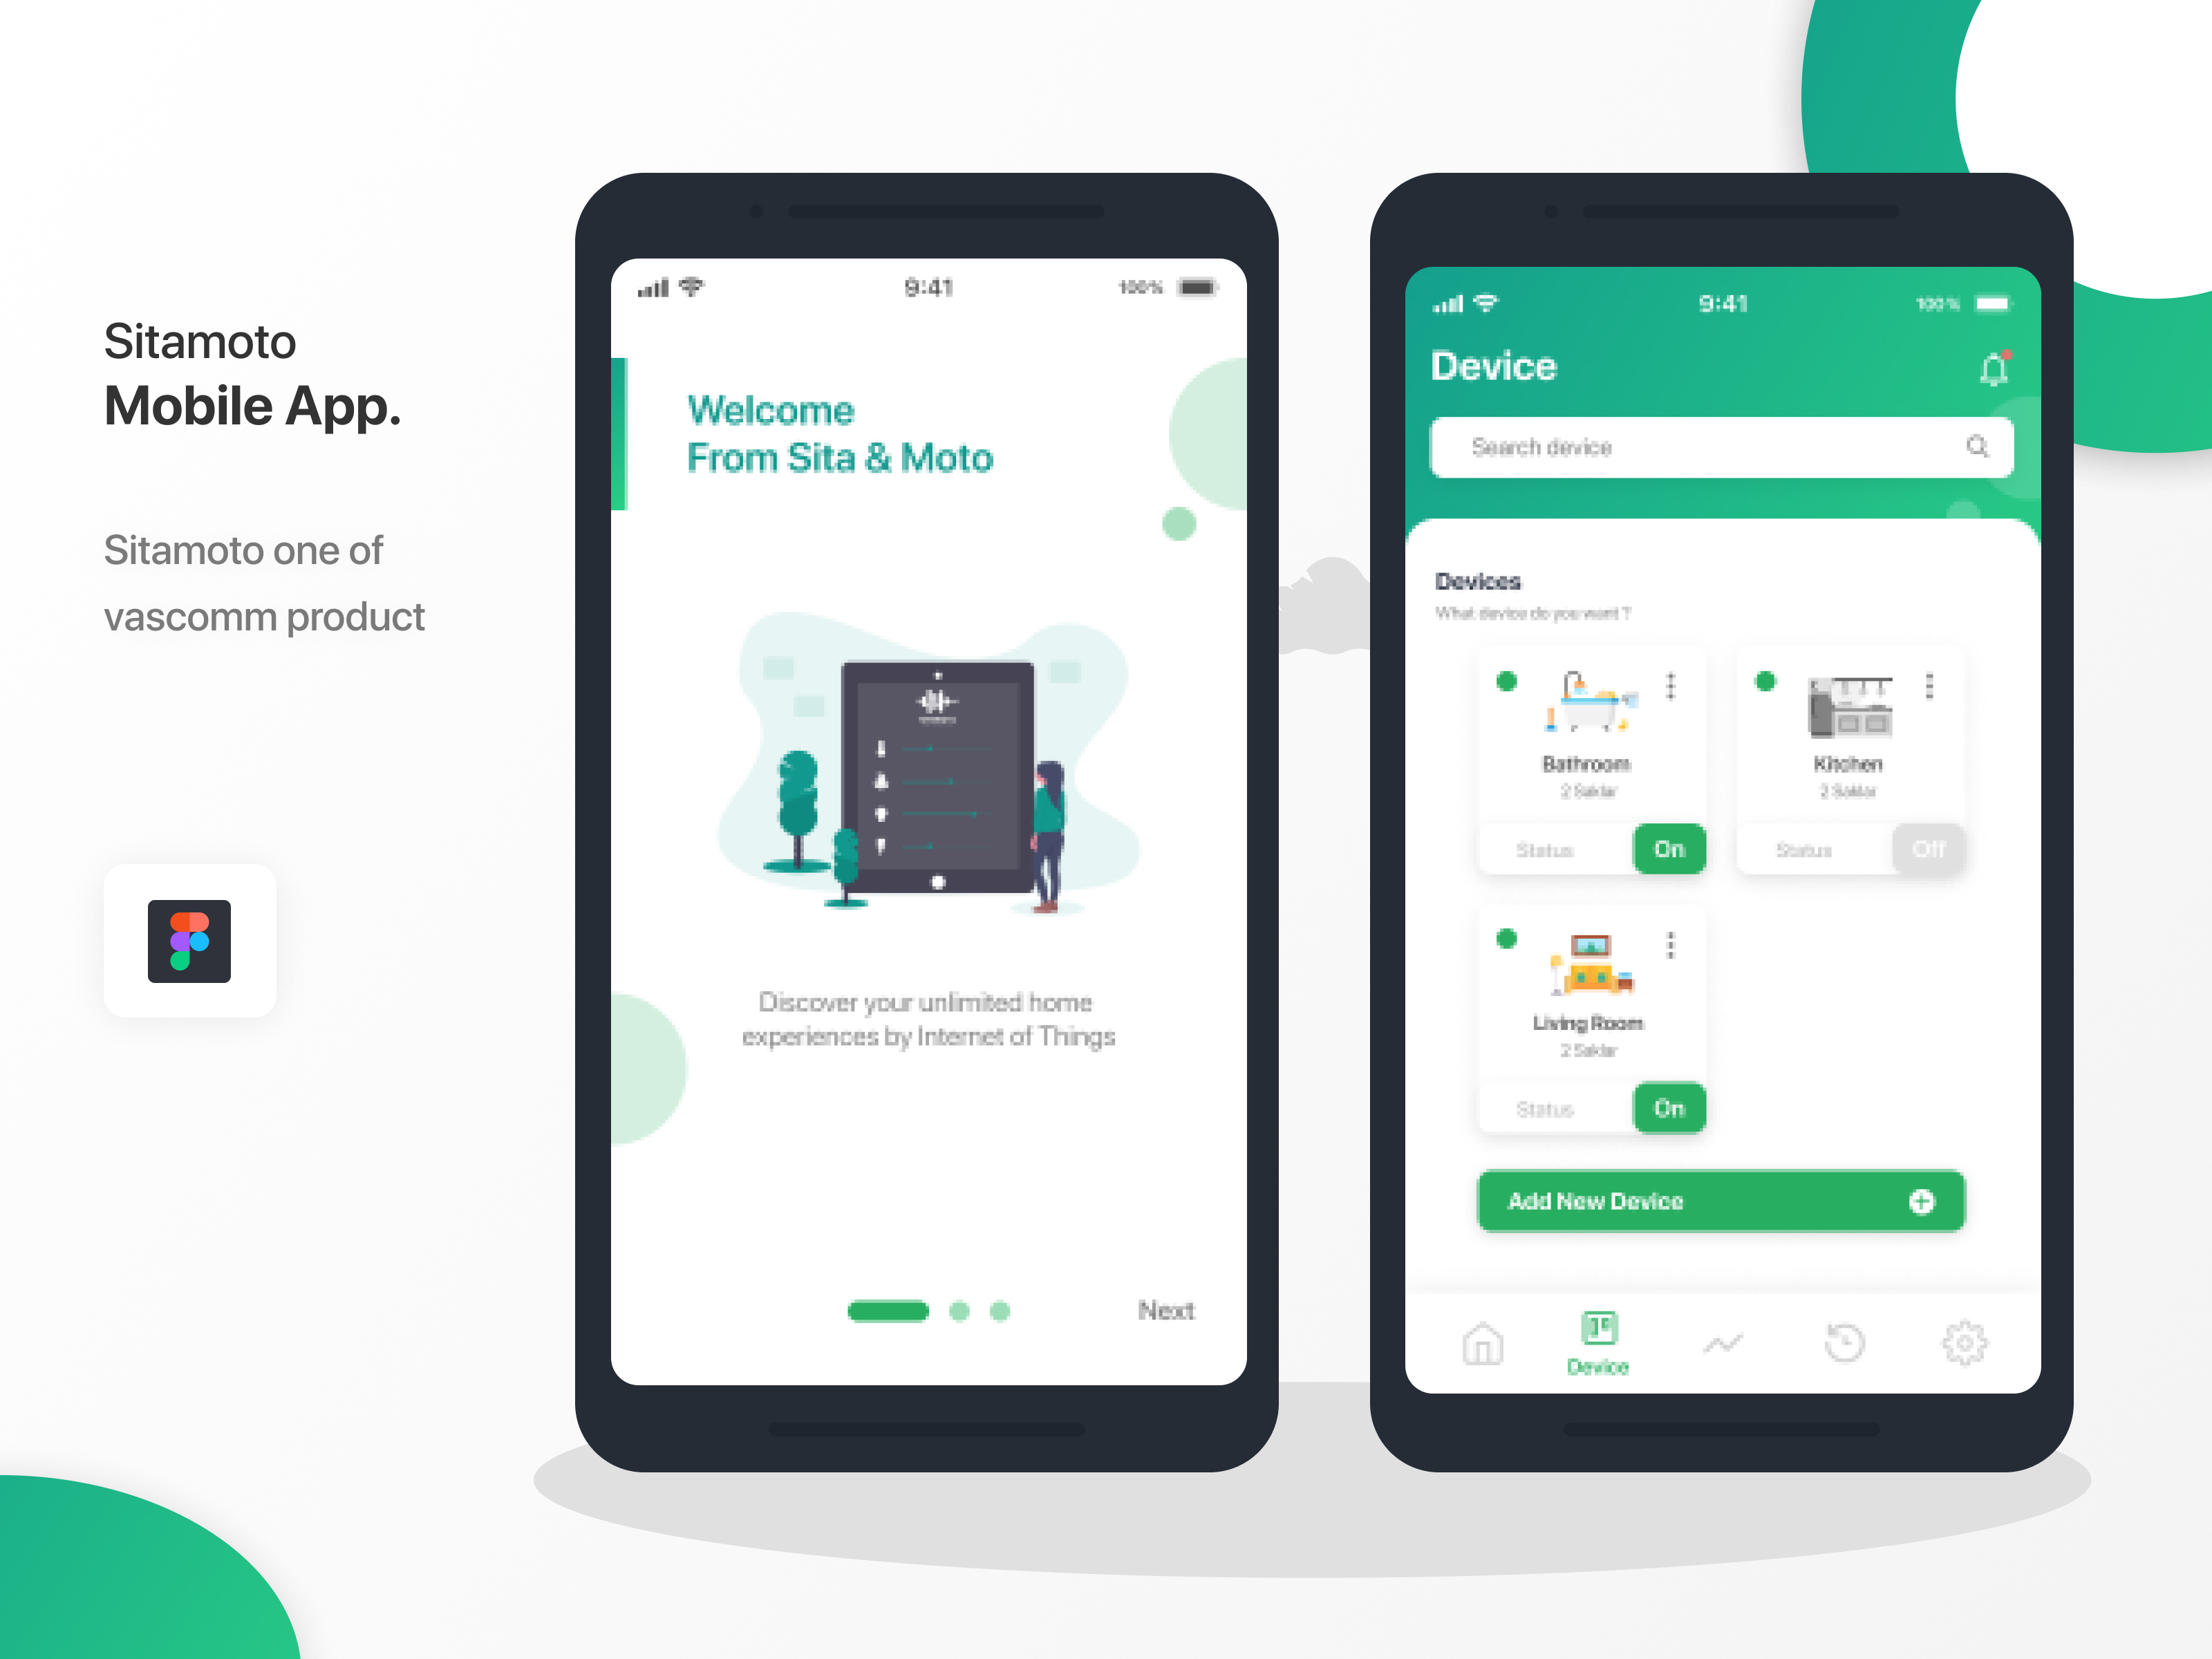 Sitamoto
Mobile App.
Sitamoto one of
vascomm product
9:41
100%
Welcome
From Sita & Moto
Discover your unlimited home
experiences by Internet of Things
Next
9:41
100%
Device
Search device
Devices
What device do you want ?
Bathroom
2 Saklar
Status
On
Kitchen
2 Saklar
Status
Off
Living Room
2 Saklar
Status
On
Add New Device
Device